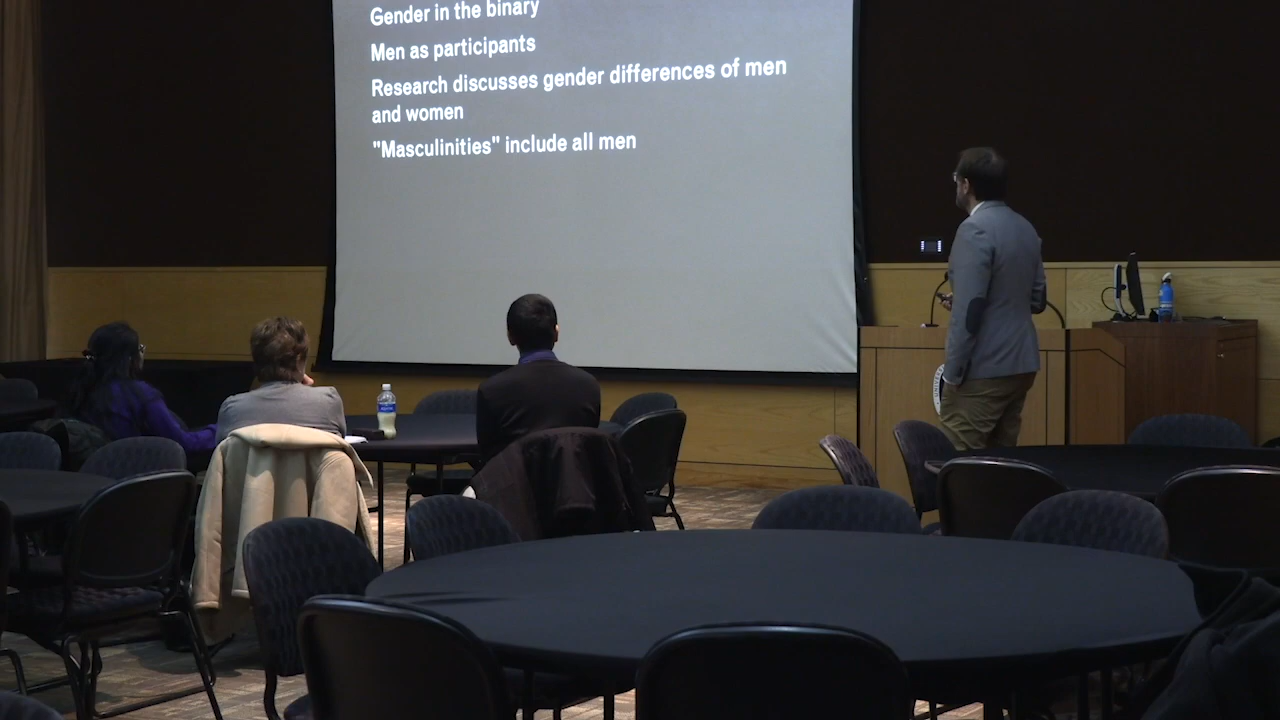 Gender in the binary
Men as participants
Research discusses gender differences of men
and women
"Masculinities" include all men